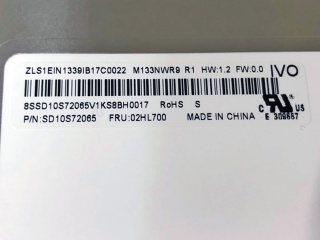 ZLS1EIN1339IB17C0022 M133NWR9 R1 HW:1.2 FW:0.0 IVO
8SSD10S72065V1KS8BH0017 RoHS S
P/N:SD10S72065 FRU:02HL700 MADE IN CHINA
C US
E 309557